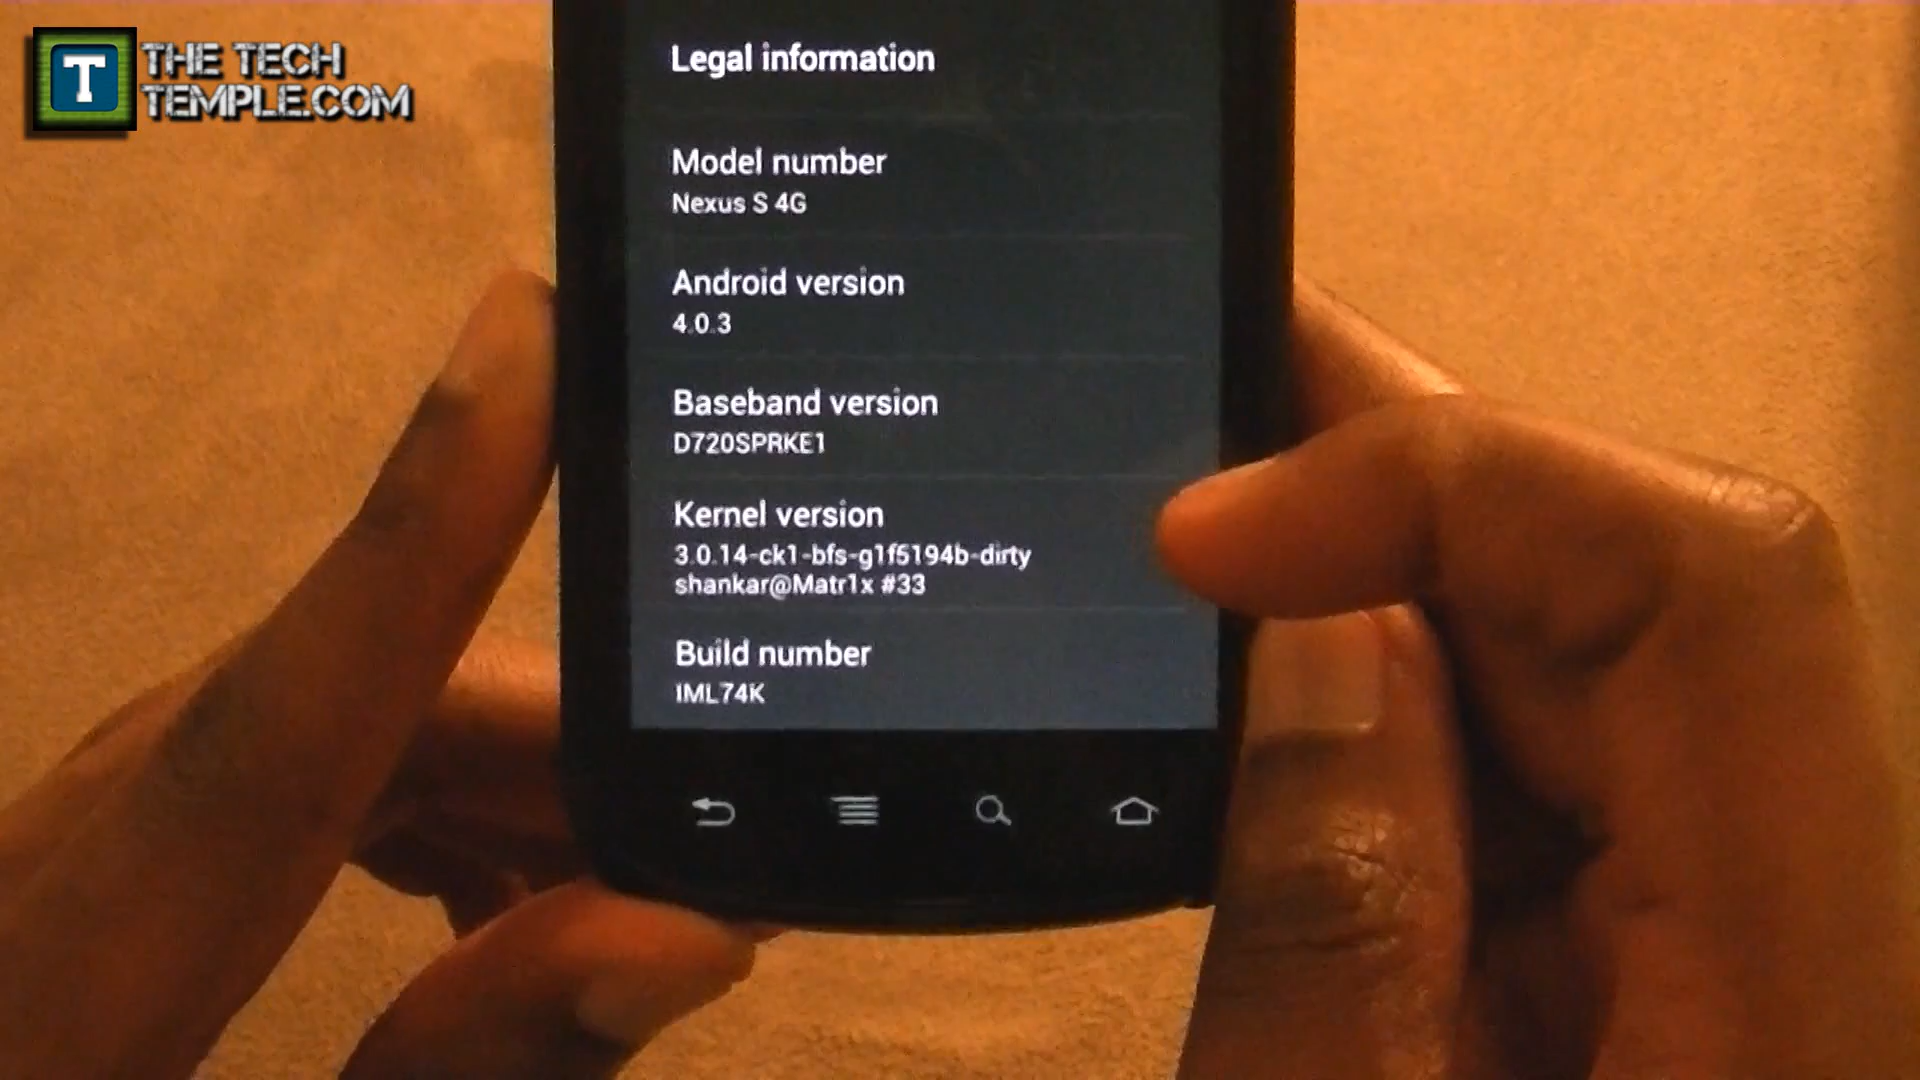 T
THE TECH
TEMPLE.COM
Legal information
Model number
Nexus S 4G
Android version
4.0.3
Baseband version
D720SPRKE1
Kernel version
3.0.14-ck1-bfs-g1f5194b-dirty
shankar@Matr1x #33
Build number
IML74K